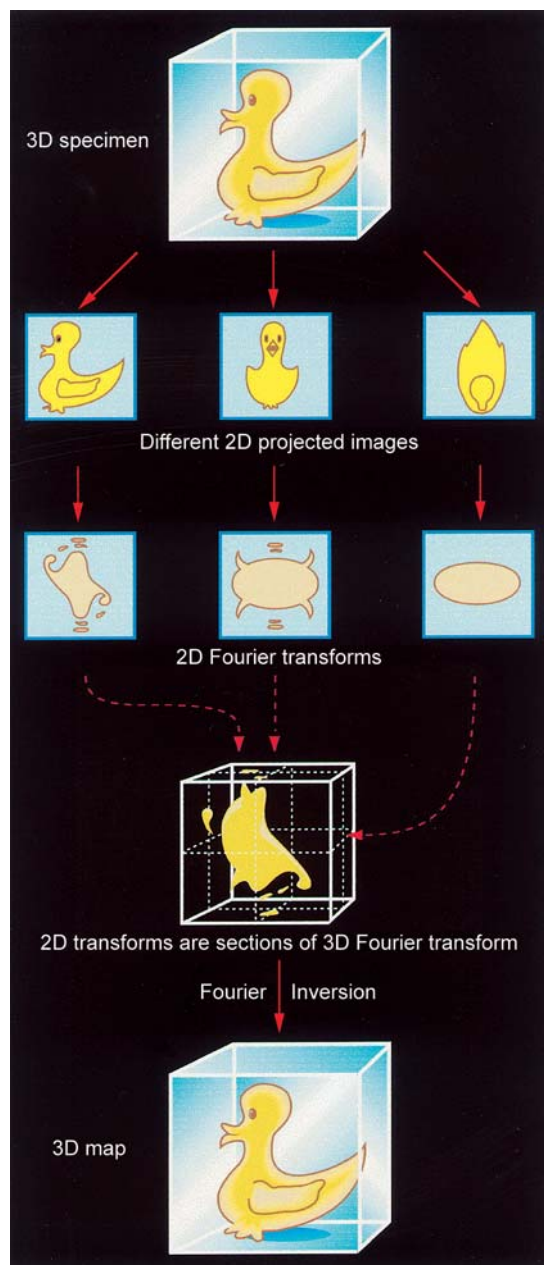 3D specimen
Different 2D projected images
2D Fourier transforms
2D transforms are sections of 3D Fourier transform
Fourier Inversion
3D map